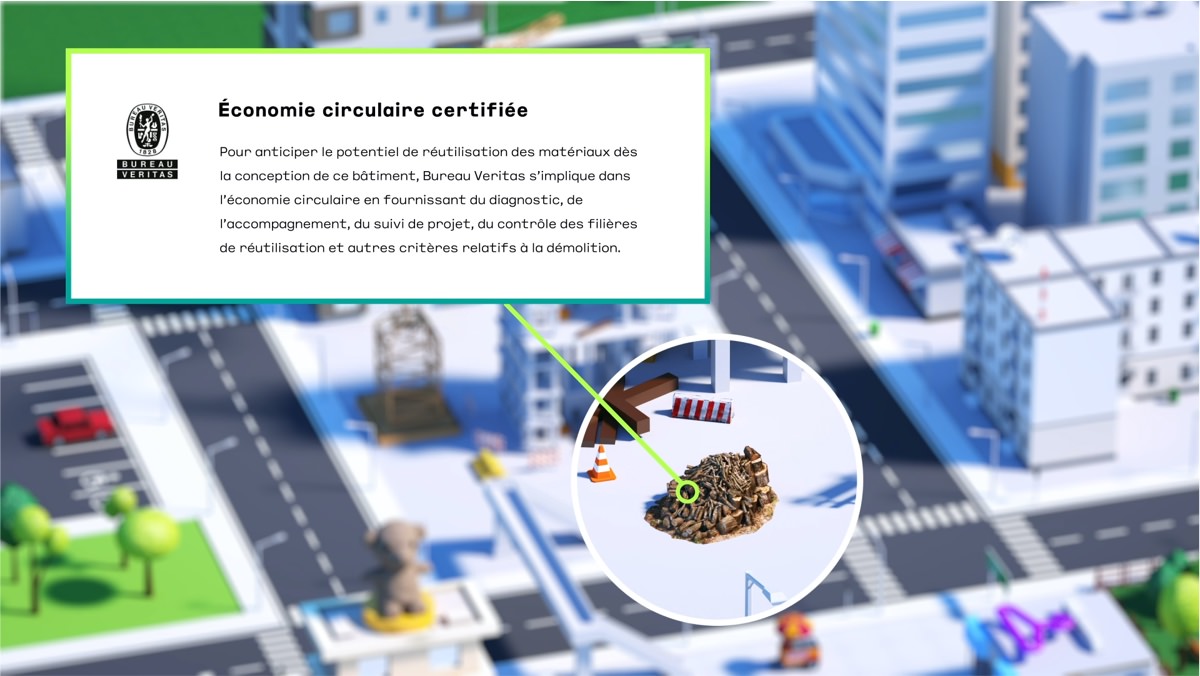 Économie circulaire certifiée
BUREAU VERITAS
1828
BUREAU
VERITAS
Pour anticiper le potentiel de réutilisation des matériaux dès
la conception de ce bâtiment, Bureau Veritas s'implique dans
l'économie circulaire en fournissant du diagnostic, de
l'accompagnement, du suivi de projet, du contrôle des filières
de réutilisation et autres critères relatifs à la démolition.